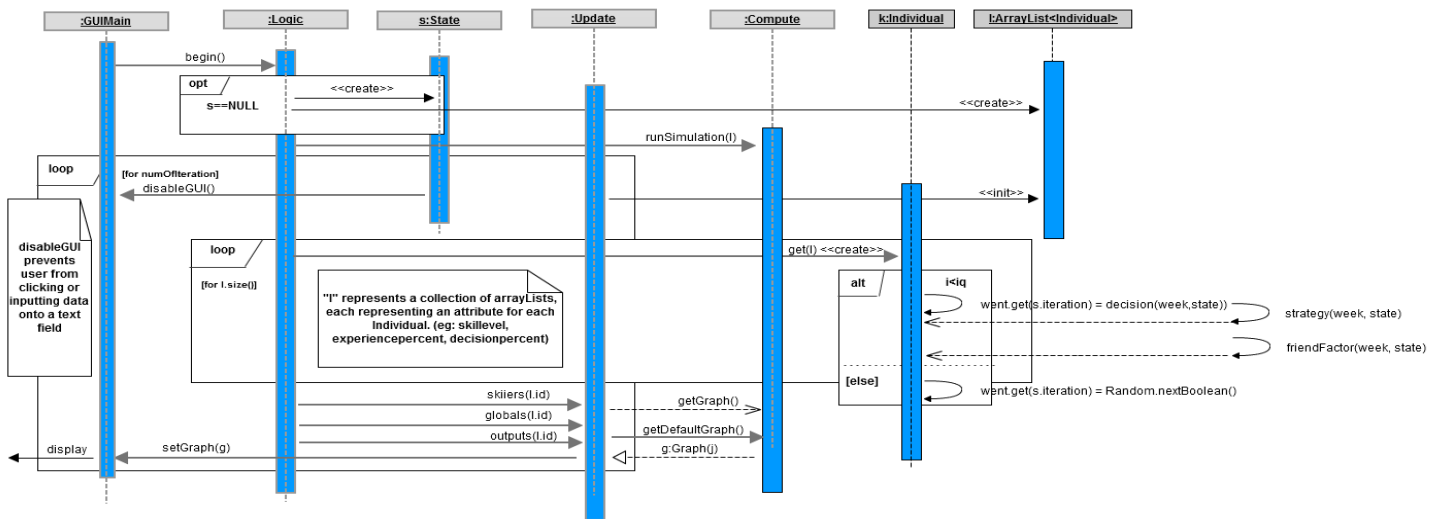 :GUIMain
:Logic
s:State
:Update
:Compute
k:Individual
l:ArrayList<Individual>
begin()
opt
s==NULL
<<create>>
<<create>>
runSimulation(l)
loop
[for numOfIteration]
disableGUI()
<<init>>
disableGUI
prevents
user from
clicking or
inputting data
onto a text
field
loop
[for l.size()]
get(l) <<create>>
"l" represents a collection of arrayLists,
each representing an attribute for each
Individual. (eg: skillevel,
experiencepercent, decisionpercent)
alt
i<iq
went.get(s.iteration) = decision(week,state))
strategy(week, state)
friendFactor(week, state)
[else]
went.get(s.iteration) = Random.nextBoolean()
skiiers(l.id)
getGraph()
globals(l.id)
outputs(l.id)
getDefaultGraph()
display
setGraph(g)
g:Graph(j)